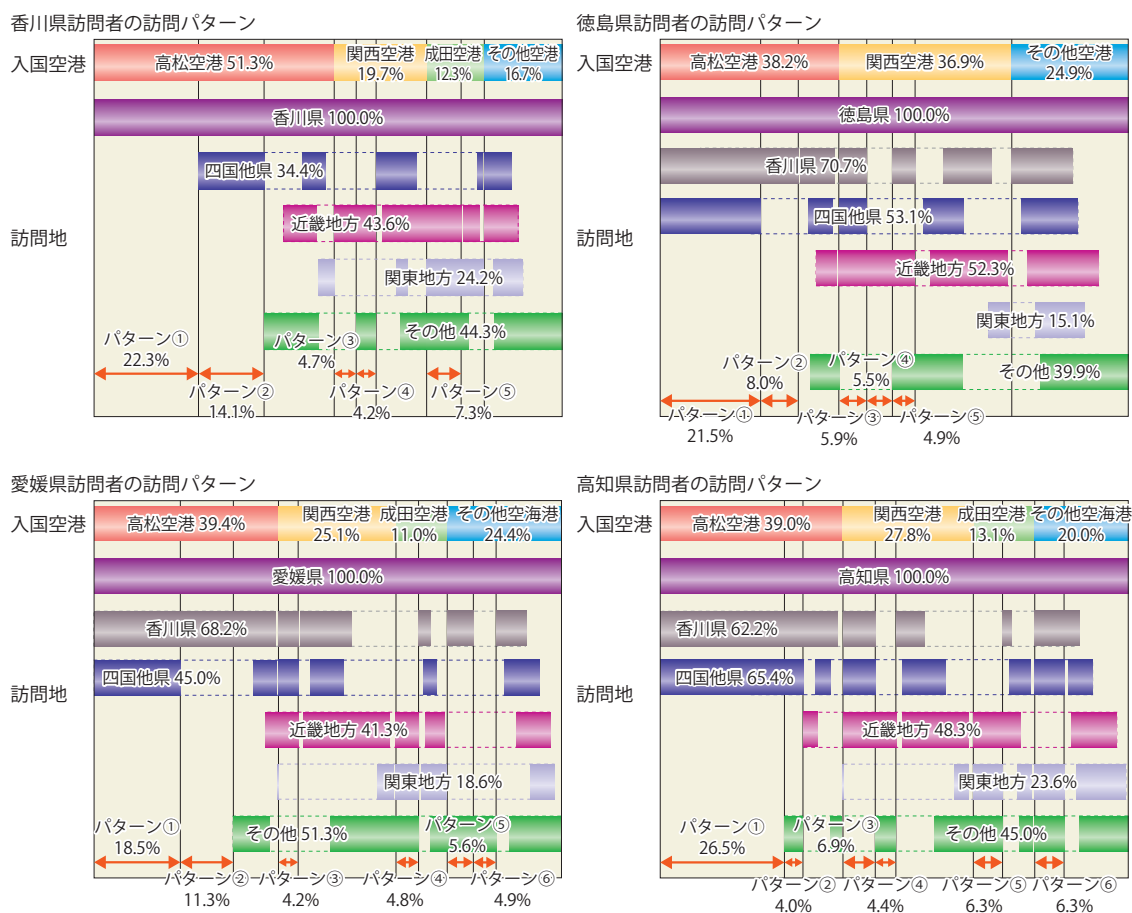 香川県訪問者の訪問パターン
入国空港
高松空港 51.3%
関西空港
19.7%
成田空港
12.3%
その他空港
16.7%
香川県 100.0%
四国他県 34.4%
近畿地方 43.6%
訪問地
関東地方 24.2%
その他 44.3%
パターン①
22.3%
パターン②
14.1%
パターン③
4.7%
パターン④
4.2%
パターン⑤
7.3%
徳島県訪問者の訪問パターン
入国空港
高松空港 38.2%
関西空港 36.9%
その他空港
24.9%
徳島県 100.0%
香川県 70.7%
四国他県 53.1%
訪問地
近畿地方 52.3%
関東地方 15.1%
その他 39.9%
パターン①
21.5%
パターン②
8.0%
パターン③
5.9%
パターン④
5.5%
パターン⑤
4.9%
愛媛県訪問者の訪問パターン
入国空港
高松空港 39.4%
関西空港
25.1%
成田空港
11.0%
その他空海港
24.4%
愛媛県 100.0%
香川県 68.2%
四国他県 45.0%
訪問地
近畿地方 41.3%
関東地方 18.6%
その他 51.3%
パターン①
18.5%
パターン②
11.3%
パターン③
4.2%
パターン④
4.8%
パターン⑤
5.6%
パターン⑥
4.9%
高知県訪問者の訪問パターン
入国空港
高松空港 39.0%
関西空港
27.8%
成田空港
13.1%
その他空海港
20.0%
高知県 100.0%
香川県 62.2%
四国他県 65.4%
訪問地
近畿地方 48.3%
関東地方 23.6%
その他 45.0%
パターン①
26.5%
パターン②
4.0%
パターン③
6.9%
パターン④
4.4%
パターン⑤
6.3%
パターン⑥
6.3%